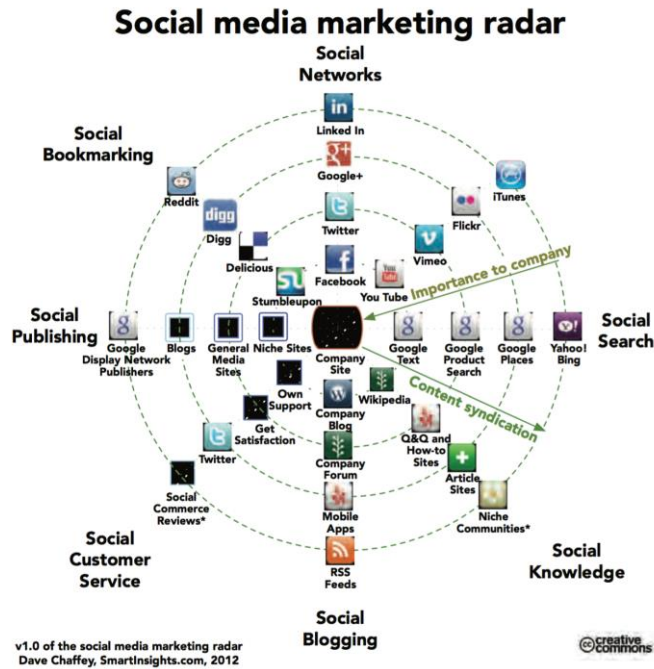 Social media marketing radar
Social
Networks
in
Linked In
Social
Bookmarking
g+
Google+
iTunes
Reddit
digg
Digg
Flickr
Twitter
Delicious
Vimeo
Facebook
You
Tube
You Tube
Stumbleupon
Importance to company
Social
Publishing
Google
Display Network
Publishers
Blogs
General
Media
Sites
Niche Sites
Company
Site
g
Google
Text
g
Google
Product
Search
g
Google
Places
Y!
Yahoo!
Bing
Social
Search
Own
Support
Company
Blog
Wikipedia
Content syndication
Get
Satisfaction
Twitter
Company
Forum
Q&Q and
How-to
Sites
Article
Sites
Social
Commerce
Reviews*
Mobile
Apps
Niche
Communities*
Social
Customer
Service
RSS
Feeds
Social
Knowledge
Social
Blogging
v1.0 of the social media marketing radar
Dave Chaffey, SmartInsights.com, 2012
cc creative
commons